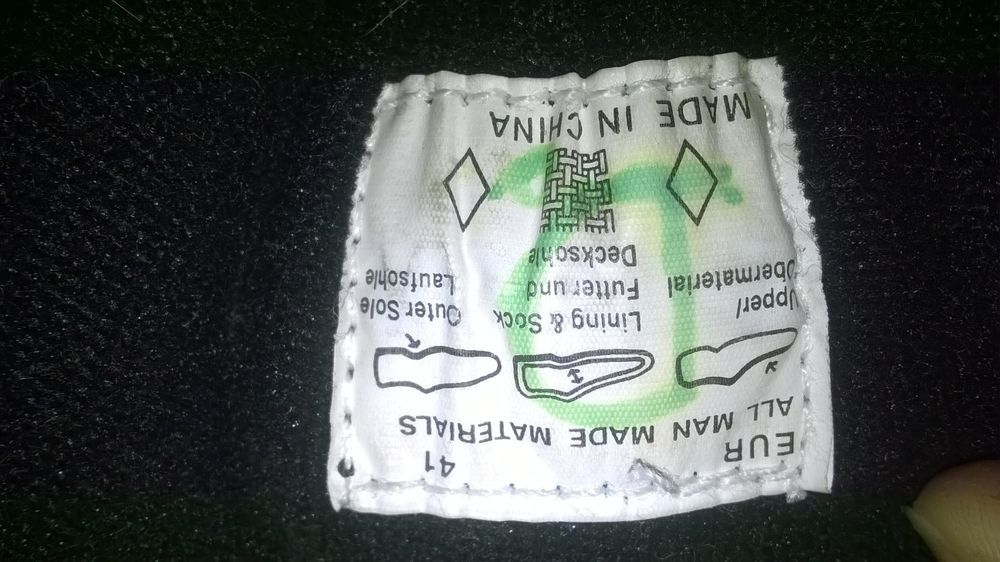 EUR 41
ALL MAN MADE MATERIALS
Upper/
Obermaterial
Lining & Sock
Futter und
Decksohle
Outer Sole
Laufsohle
MADE IN CHINA